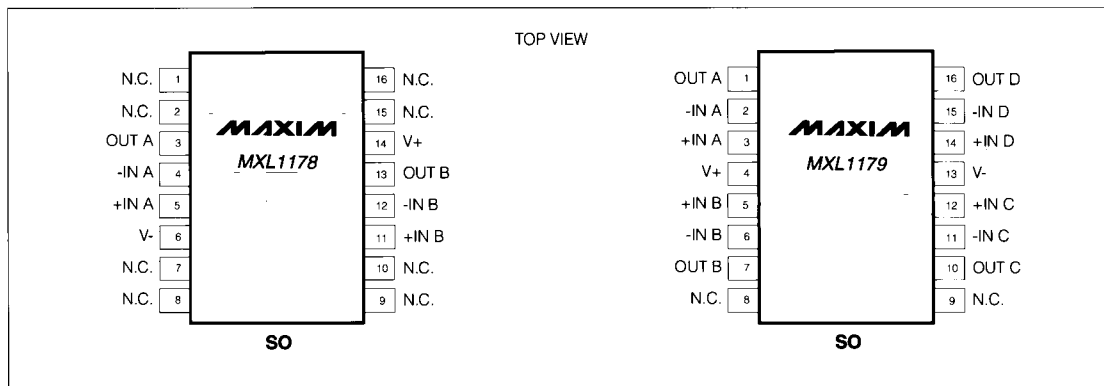 TOP VIEW
N.C. 1 16 N.C.
N.C. 2 15 N.C.
OUT A 3 14 V+
-IN A 4 13 OUT B
+IN A 5 12 -IN B
V- 6 11 +IN B
N.C. 7 10 N.C.
N.C. 8 9 N.C.
MAXIM
MXL1178
SO
OUT A 1 16 OUT D
-IN A 2 15 -IN D
+IN A 3 14 +IN D
V+ 4 13 V-
+IN B 5 12 +IN C
-IN B 6 11 -IN C
OUT B 7 10 OUT C
N.C. 8 9 N.C.
MAXIM
MXL1179
SO